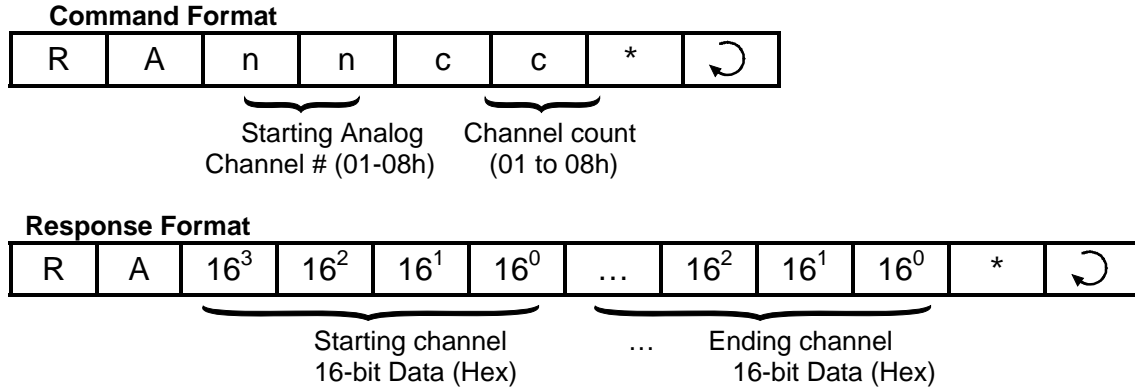 Command Format
R A n n c c *
Starting Analog Channel count
Channel # (01-08h) (01 to 08h)
Response Format
R A 16³ 16² 16¹ 16⁰ … 16² 16¹ 16⁰ *
Starting channel … Ending channel
16-bit Data (Hex) 16-bit Data (Hex)